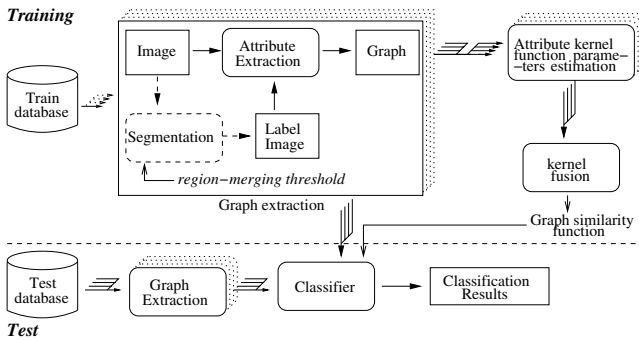 Training
Image
Attribute
Extraction
Graph
Attribute kernel
function parame-
-ters estimation
Train
database
Segmentation
Label
Image
region-merging threshold
kernel
fusion
Graph extraction
Graph similarity
function
Test
database
Graph
Extraction
Classifier
Classification
Results
Test